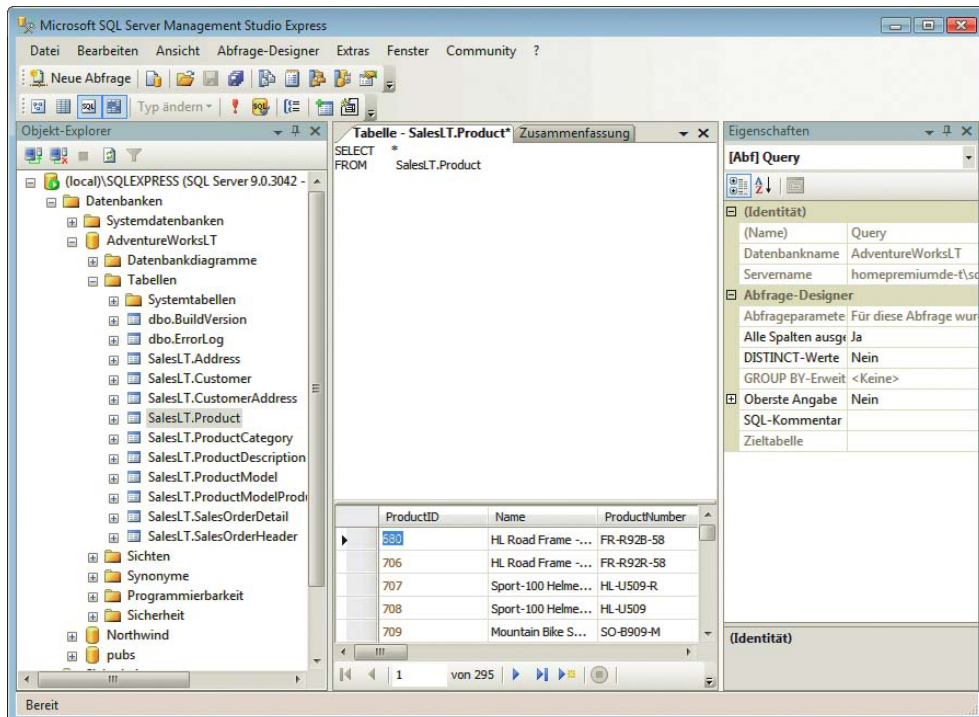 Microsoft SQL Server Management Studio Express
Datei Bearbeiten Ansicht Abfrage-Designer Extras Fenster Community ?
Neue Abfrage
SQL Typ ändern SQL
Objekt-Explorer
(local)\SQLEXPRESS (SQL Server 9.0.3042 -
Datenbanken
Systemdatenbanken
AdventureWorksLT
Datenbankdiagramme
Tabellen
Systemtabellen
dbo.BuildVersion
dbo.ErrorLog
SalesLT.Address
SalesLT.Customer
SalesLT.CustomerAddress
SalesLT.Product
SalesLT.ProductCategory
SalesLT.ProductDescription
SalesLT.ProductModel
SalesLT.ProductModelProdu
SalesLT.SalesOrderDetail
SalesLT.SalesOrderHeader
Sichten
Synonyme
Programmierbarkeit
Sicherheit
Northwind
pubs
Tabelle - SalesLT.Product* Zusammenfassung
SELECT *
FROM SalesLT.Product
ProductID Name ProductNumber
680 HL Road Frame -... FR-R92B-58
706 HL Road Frame -... FR-R92R-58
707 Sport-100 Helme... HL-U509-R
708 Sport-100 Helme... HL-U509
709 Mountain Bike S... SO-B909-M
1 von 295
Eigenschaften
[Abf] Query
(Identität)
(Name) Query
Datenbankname AdventureWorksLT
Servername homepremiumde-t\sq
Abfrage-Designer
Abfrageparamete Für diese Abfrage wur
Alle Spalten ausge Ja
DISTINCT-Werte Nein
GROUP BY-Erweit <Keine>
Oberste Angabe Nein
SQL-Kommentar
Zieltabelle
(Identität)
Bereit